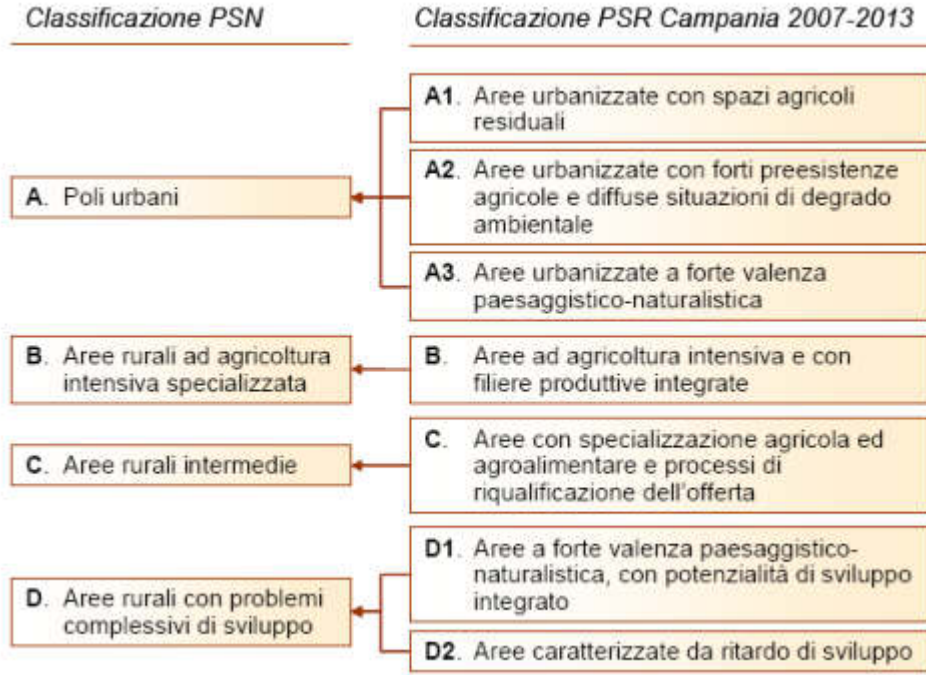 Classificazione PSN
Classificazione PSR Campania 2007-2013
A1. Aree urbanizzate con spazi agricoli
residuali
A2. Aree urbanizzate con forti preesistenze
agricole e diffuse situazioni di degrado
ambientale
A. Poli urbani
A3. Aree urbanizzate a forte valenza
paesaggistico-naturalistica
B. Aree rurali ad agricoltura
intensiva specializzata
B. Aree ad agricoltura intensiva e con
filiere produttive integrate
C. Aree rurali intermedie
C. Aree con specializzazione agricola ed
agroalimentare e processi di
riqualificazione dell'offerta
D1. Aree a forte valenza paesaggistico-
naturalistica, con potenzialità di sviluppo
integrato
D. Aree rurali con problemi
complessivi di sviluppo
D2. Aree caratterizzate da ritardo di sviluppo